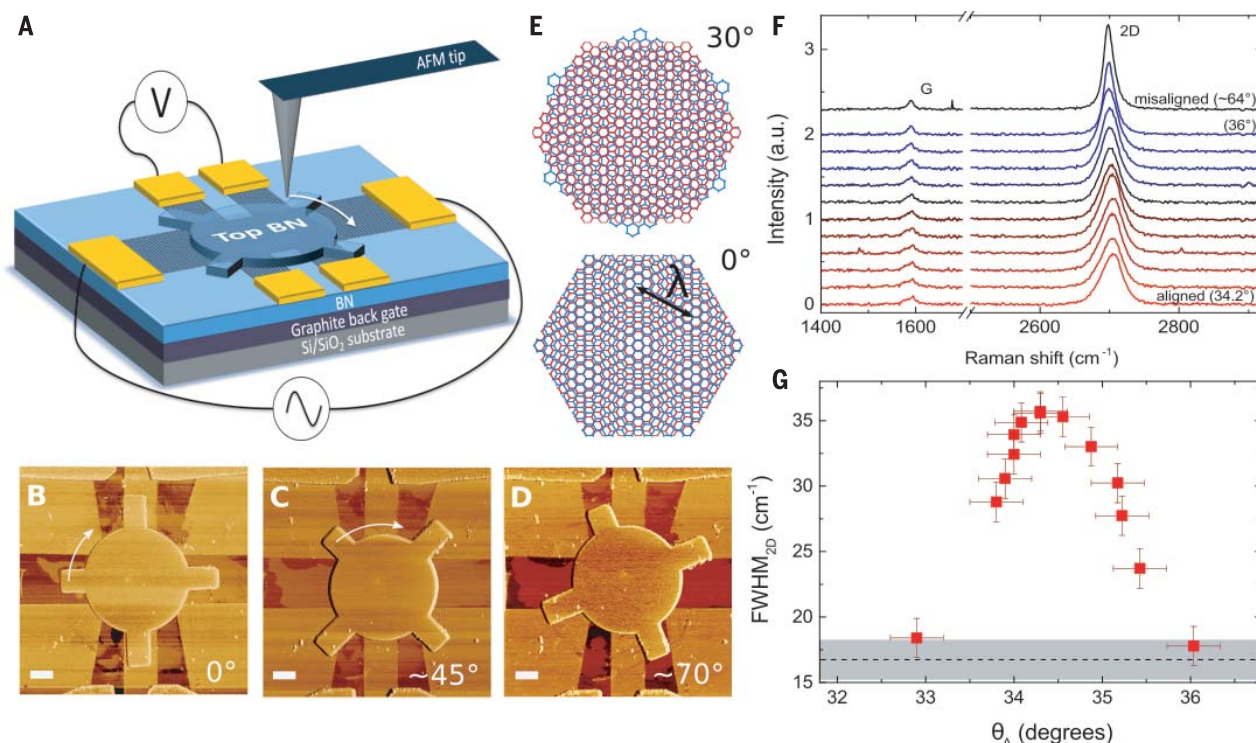 A
AFM tip
V
Top BN
BN
Graphite back gate
Si/SiO₂ substrate
B
0°
C
~45°
D
~70°
E
30°
0°
λ
F
2D
G
misaligned (~64°)
(36°)
aligned (34.2°)
Intensity (a.u.)
3
2
1
0
1400
1600
2600
2800
Raman shift (cm⁻¹)
G
FWHM₂D (cm⁻¹)
35
30
25
20
15
32
33
34
35
36
θA (degrees)